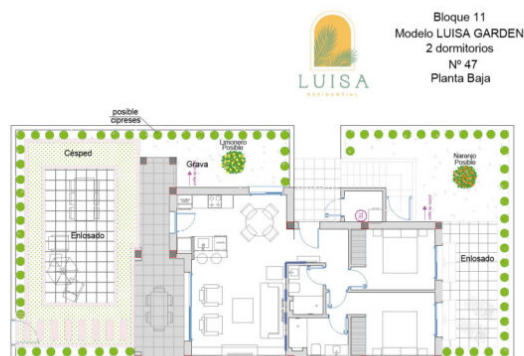 Bloque 11
Modelo LUISA GARDEN
2 dormitorios
Nº 47
Planta Baja
LUISA
RESIDENTIAL
posible
cipreses
Césped
Grava
Limonero
Posible
Naranjo
Posible
Enlosado
Enlosado